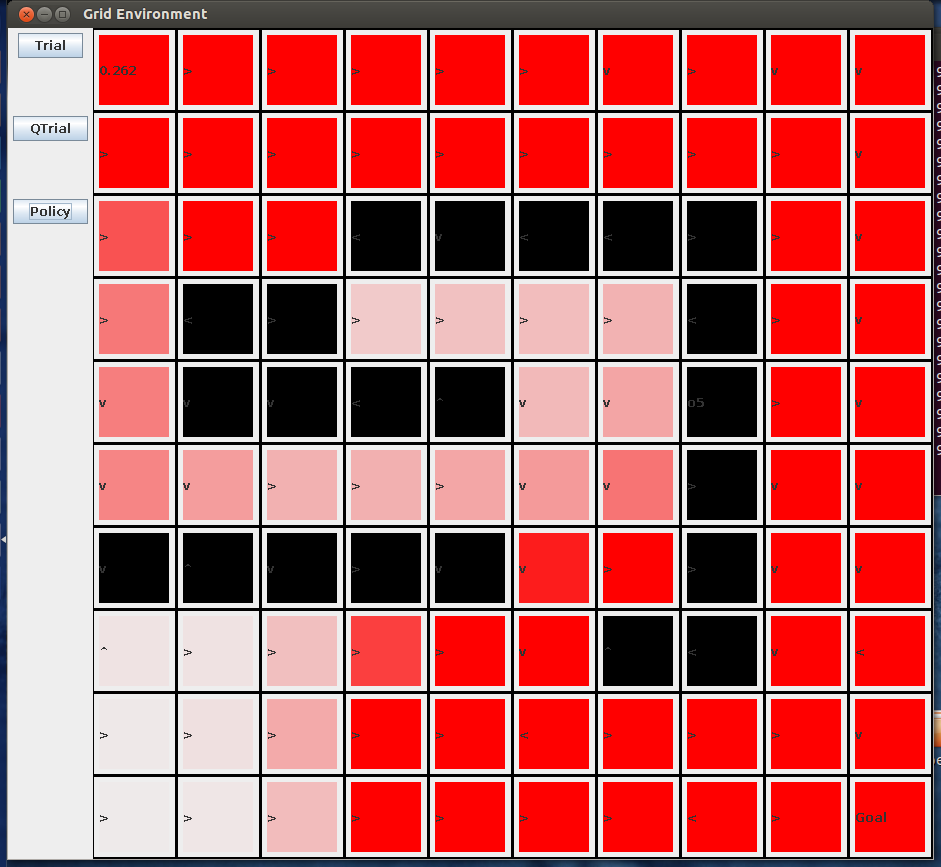 Grid Environment
Trial
0.262 > > > > > v > v v
QTrial
> > > > > > > > > v
Policy
> > > < v < < > > v
> < > > > > > < > v
v v v < ^ v v o5 > v
v v > > > v v > v v
v ^ v > v v > > v v
^ > > > > v ^ < v <
> > > > > < > > > v
> > > > > > > < > Goal